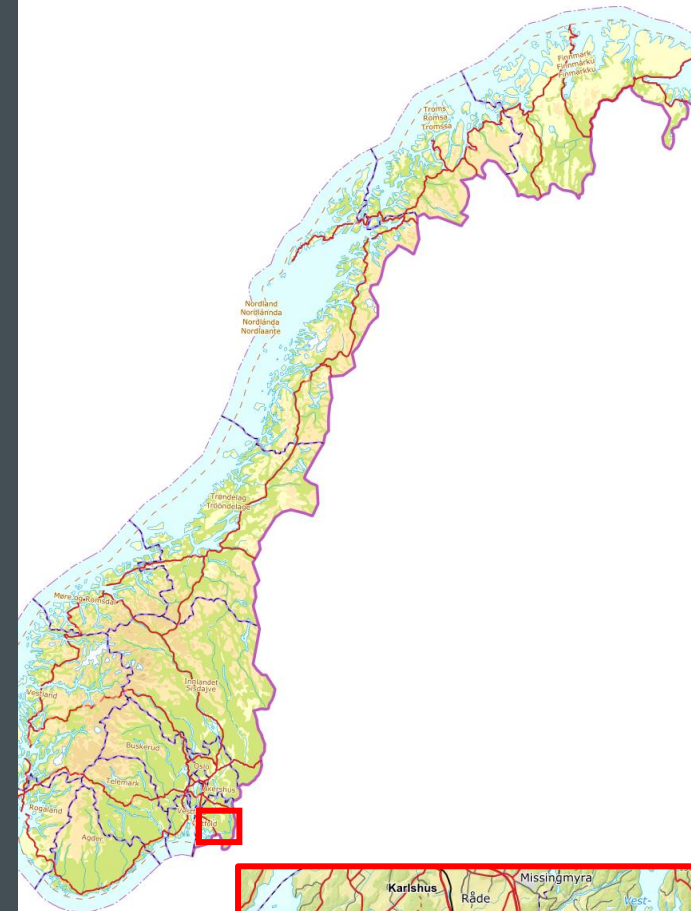 Finnmark
Finnmárku
Finmarkku
Troms
Romsa
Tromssa
Nordland
Nordlánnda
Nordlánda
Nordlaante
Trøndelag
Trööndelage
Møre og Romsdal
Innlandet
Sisdajve
Vestland
Buskerud
Oslo
Telemark
Akershus
Rogaland
Agder
Missingmyra
Karlshus
Råde
Vest-